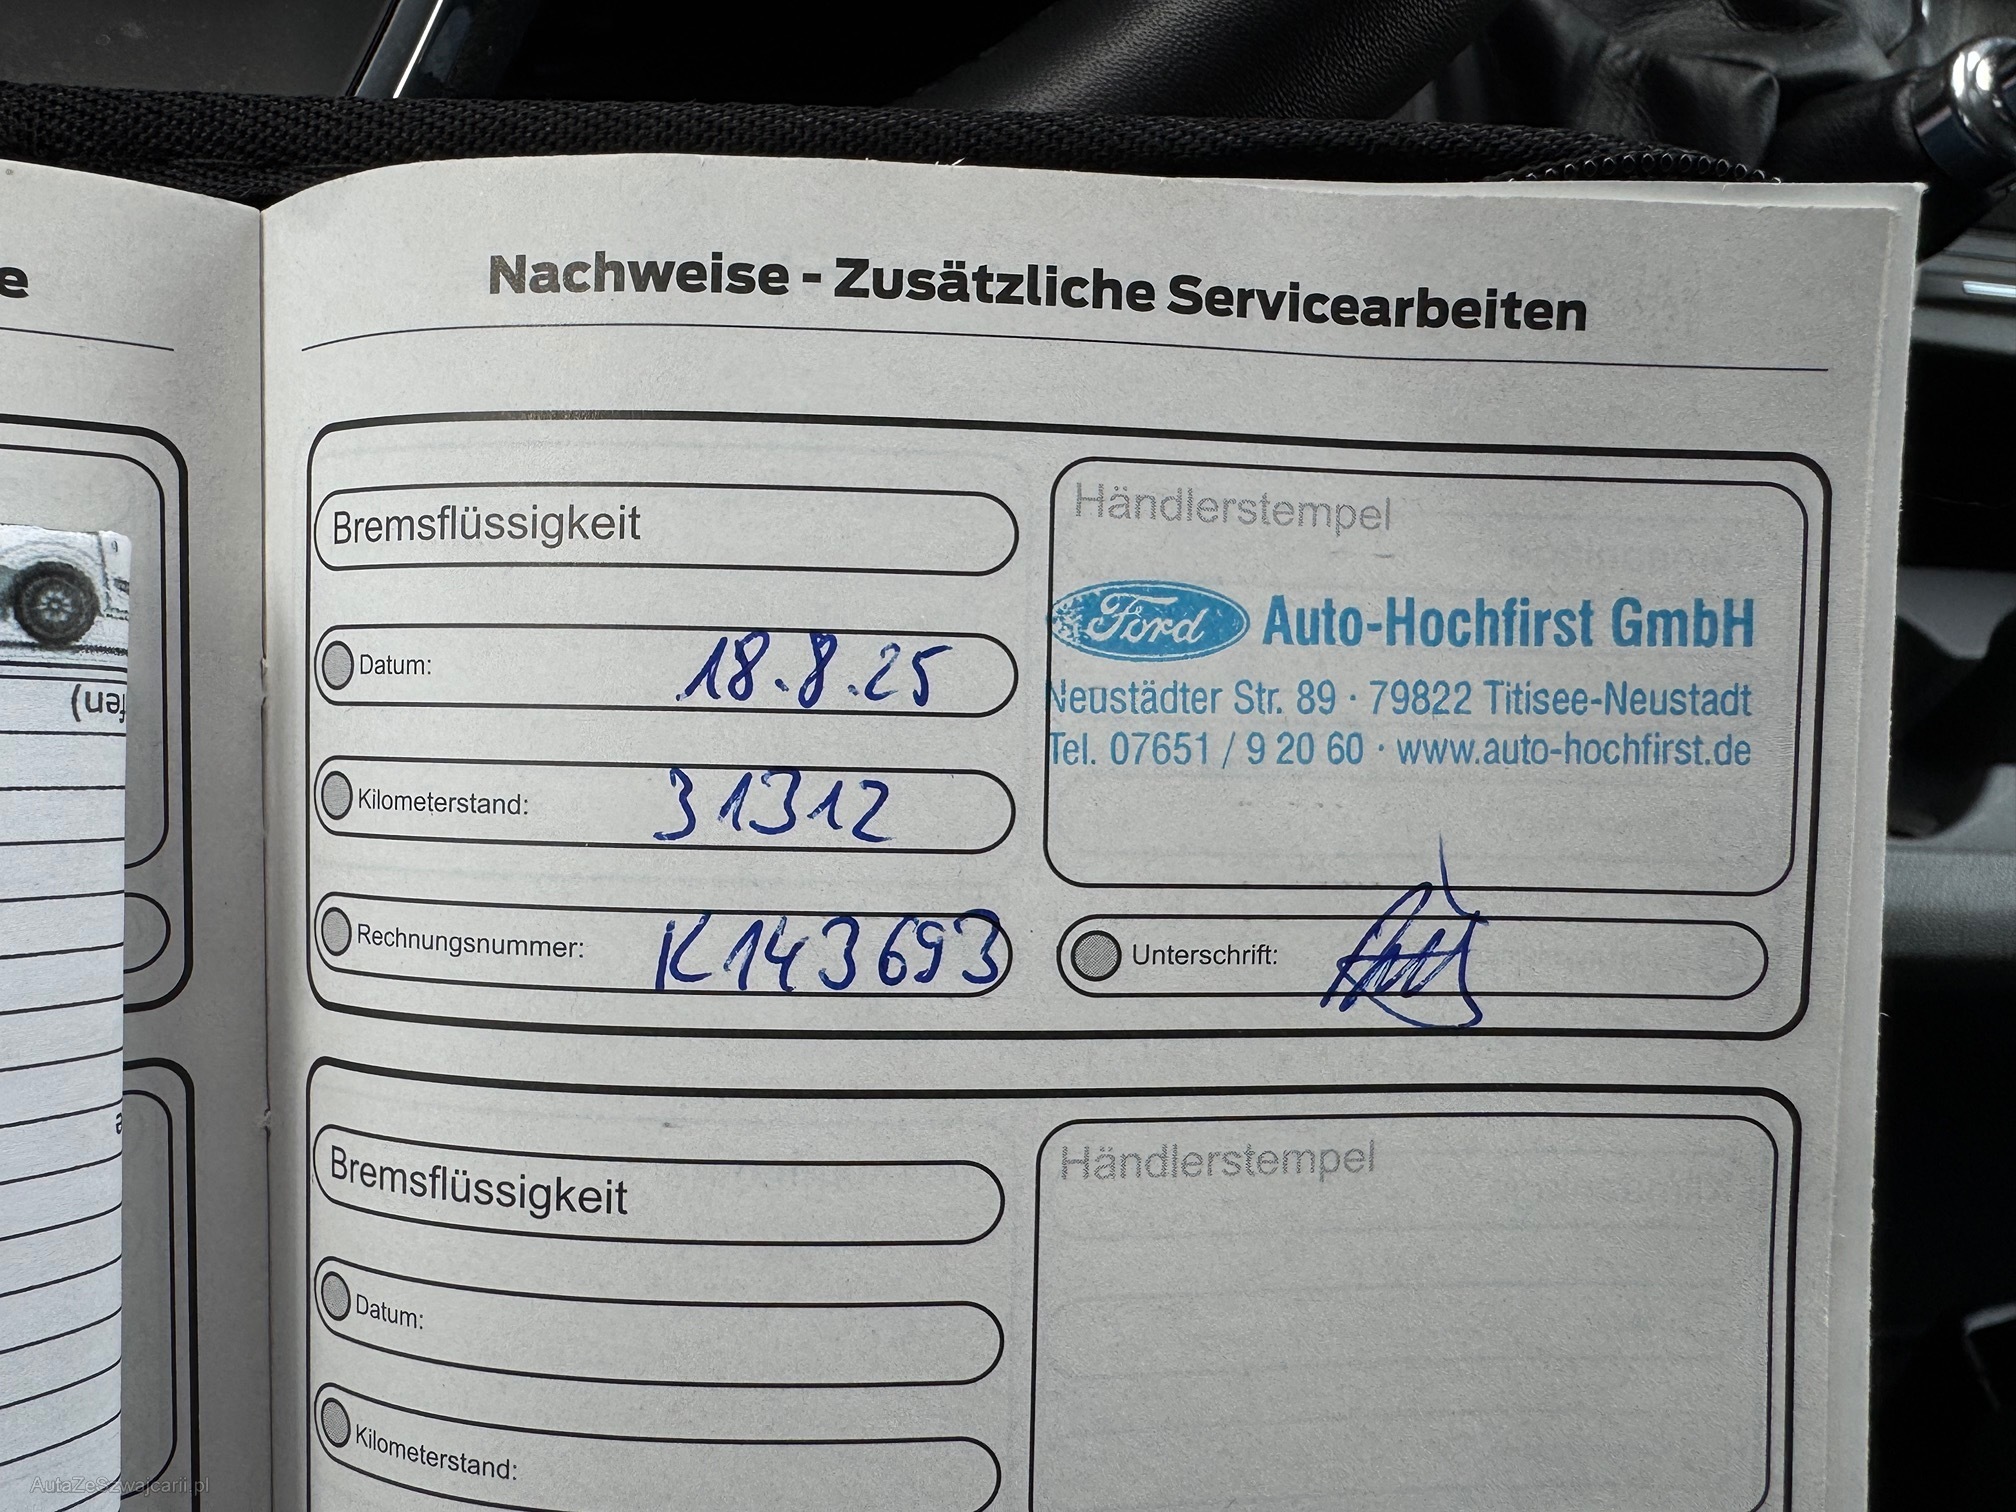 e
Nachweise - Zusätzliche Servicearbeiten
Bremsflüssigkeit
Datum: 18.8.25
Kilometerstand: 31312
Rechnungsnummer: K143693
Händlerstempel
Ford Auto-Hochfirst GmbH
Neustädter Str. 89 · 79822 Titisee-Neustadt
Tel. 07651 / 9 20 60 · www.auto-hochfirst.de
Unterschrift:
fen)
Bremsflüssigkeit
Datum:
Kilometerstand:
Händlerstempel
AutaZeSzwajcarii.pl